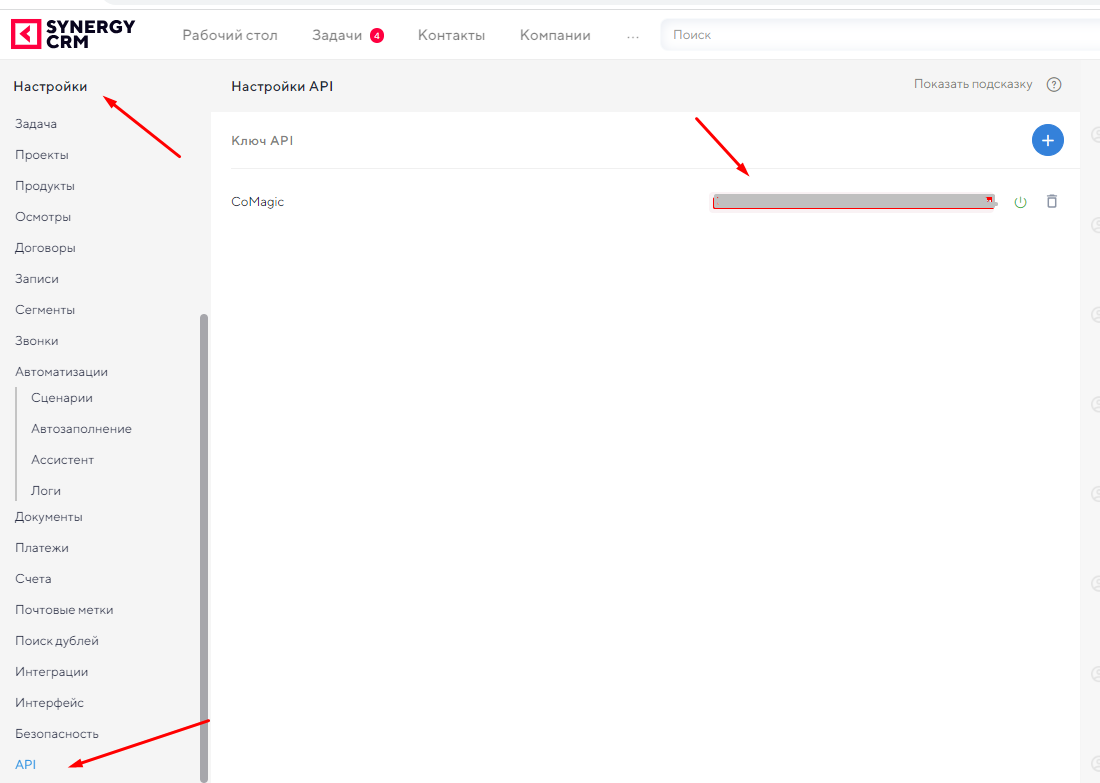 SYNERGY
CRM
Рабочий стол
Задачи 4
Контакты
Компании
...
Поиск
Настройки
Задача
Проекты
Продукты
Осмотры
Договоры
Записи
Сегменты
Звонки
Автоматизации
Сценарии
Автозаполнение
Ассистент
Логи
Документы
Платежи
Счета
Почтовые метки
Поиск дублей
Интеграции
Интерфейс
Безопасность
API
Настройки API
Показать подсказку ?
Ключ API
+
CoMagic